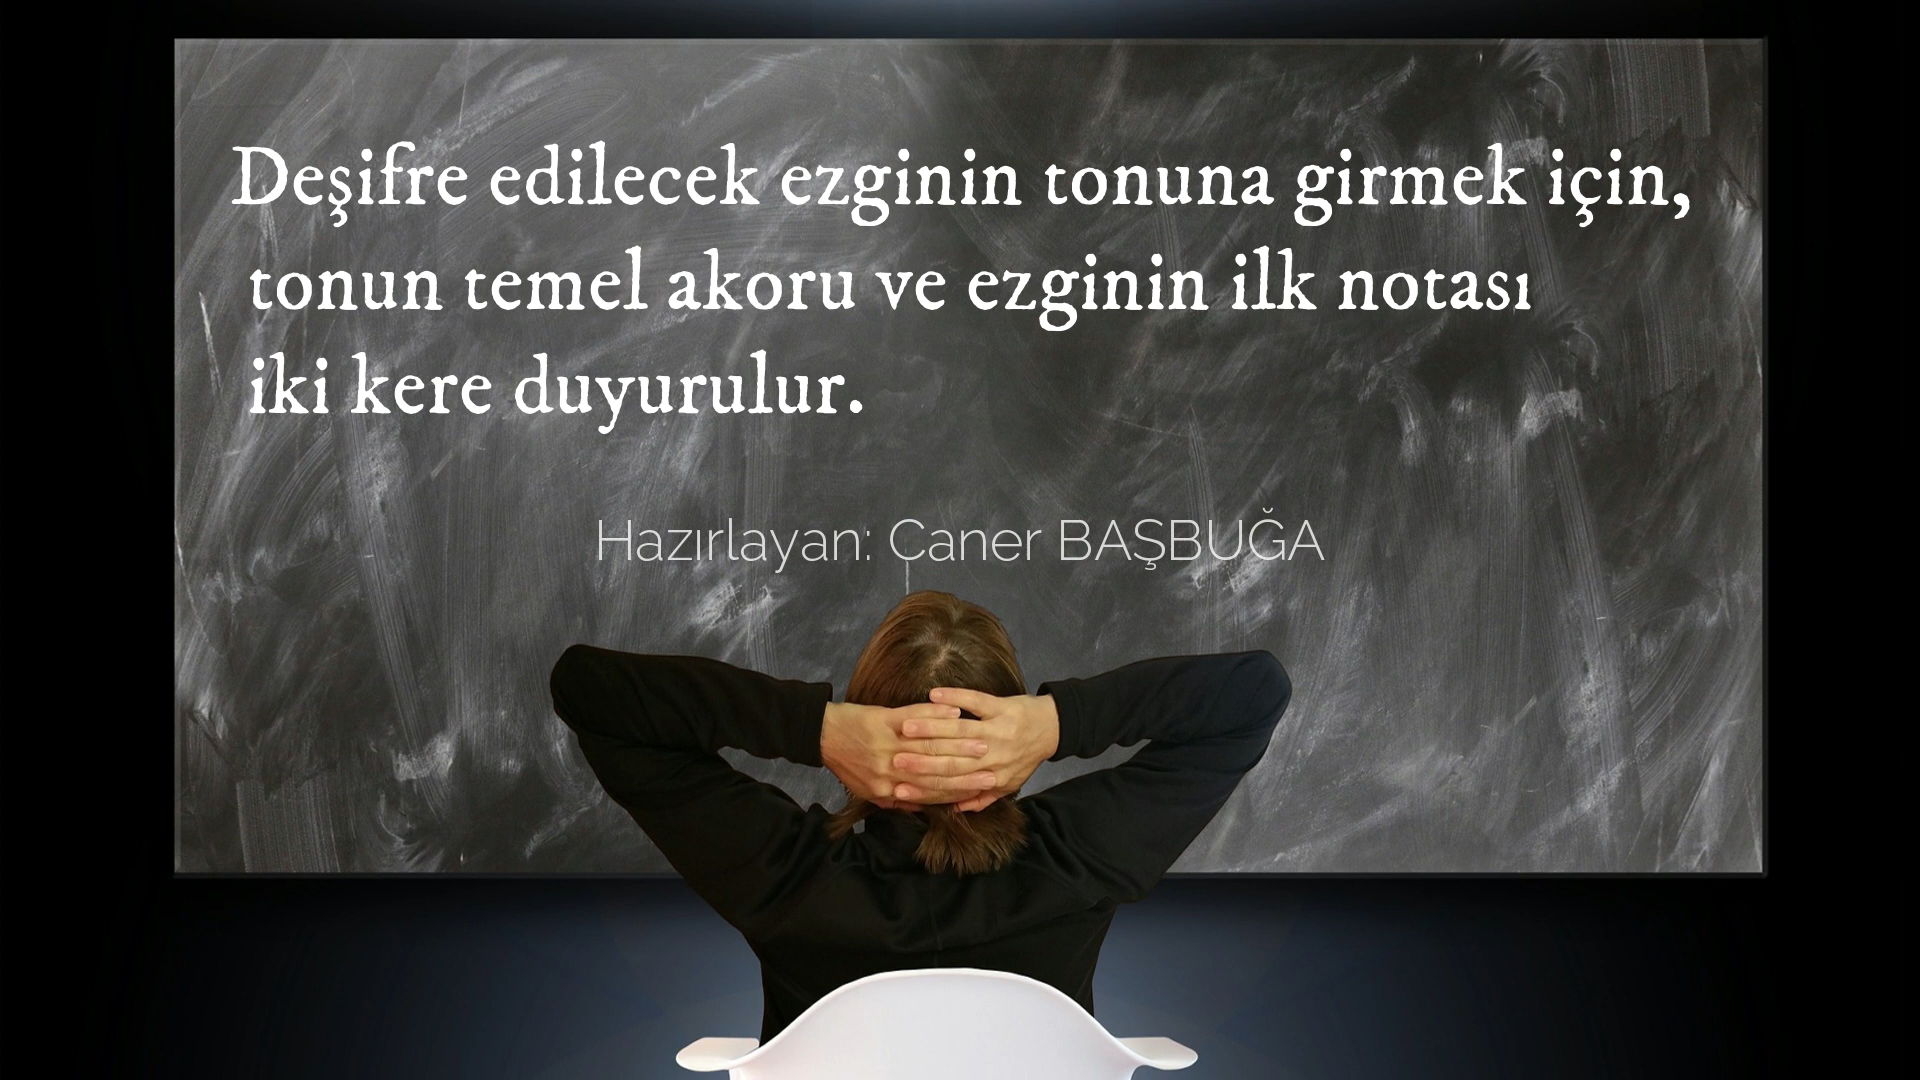 Deşifre edilecek ezginin tonuna girmek için,
tonun temel akoru ve ezginin ilk notası
iki kere duyurulur.
Hazırlayan: Caner BAŞBUĞA